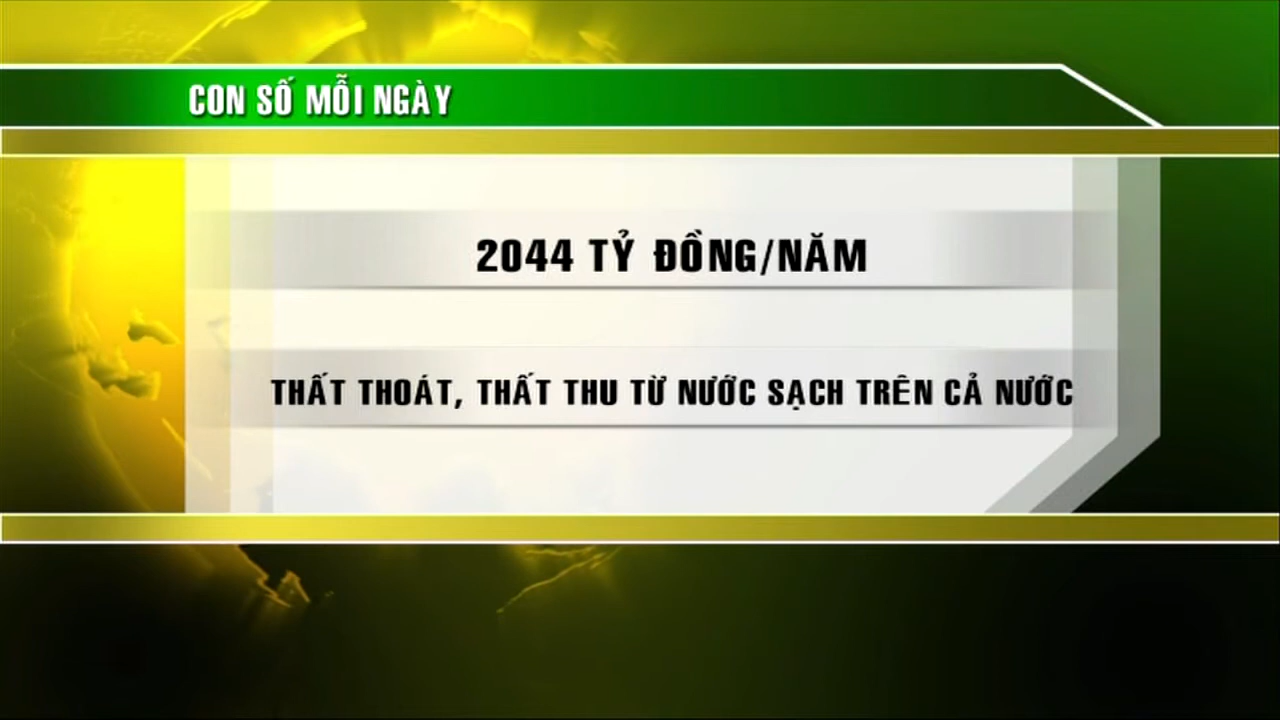 CON SỐ MỖI NGÀY
2044 TỶ ĐỒNG/NĂM
THẤT THOÁT, THẤT THU TỪ NƯỚC SẠCH TRÊN CẢ NƯỚC